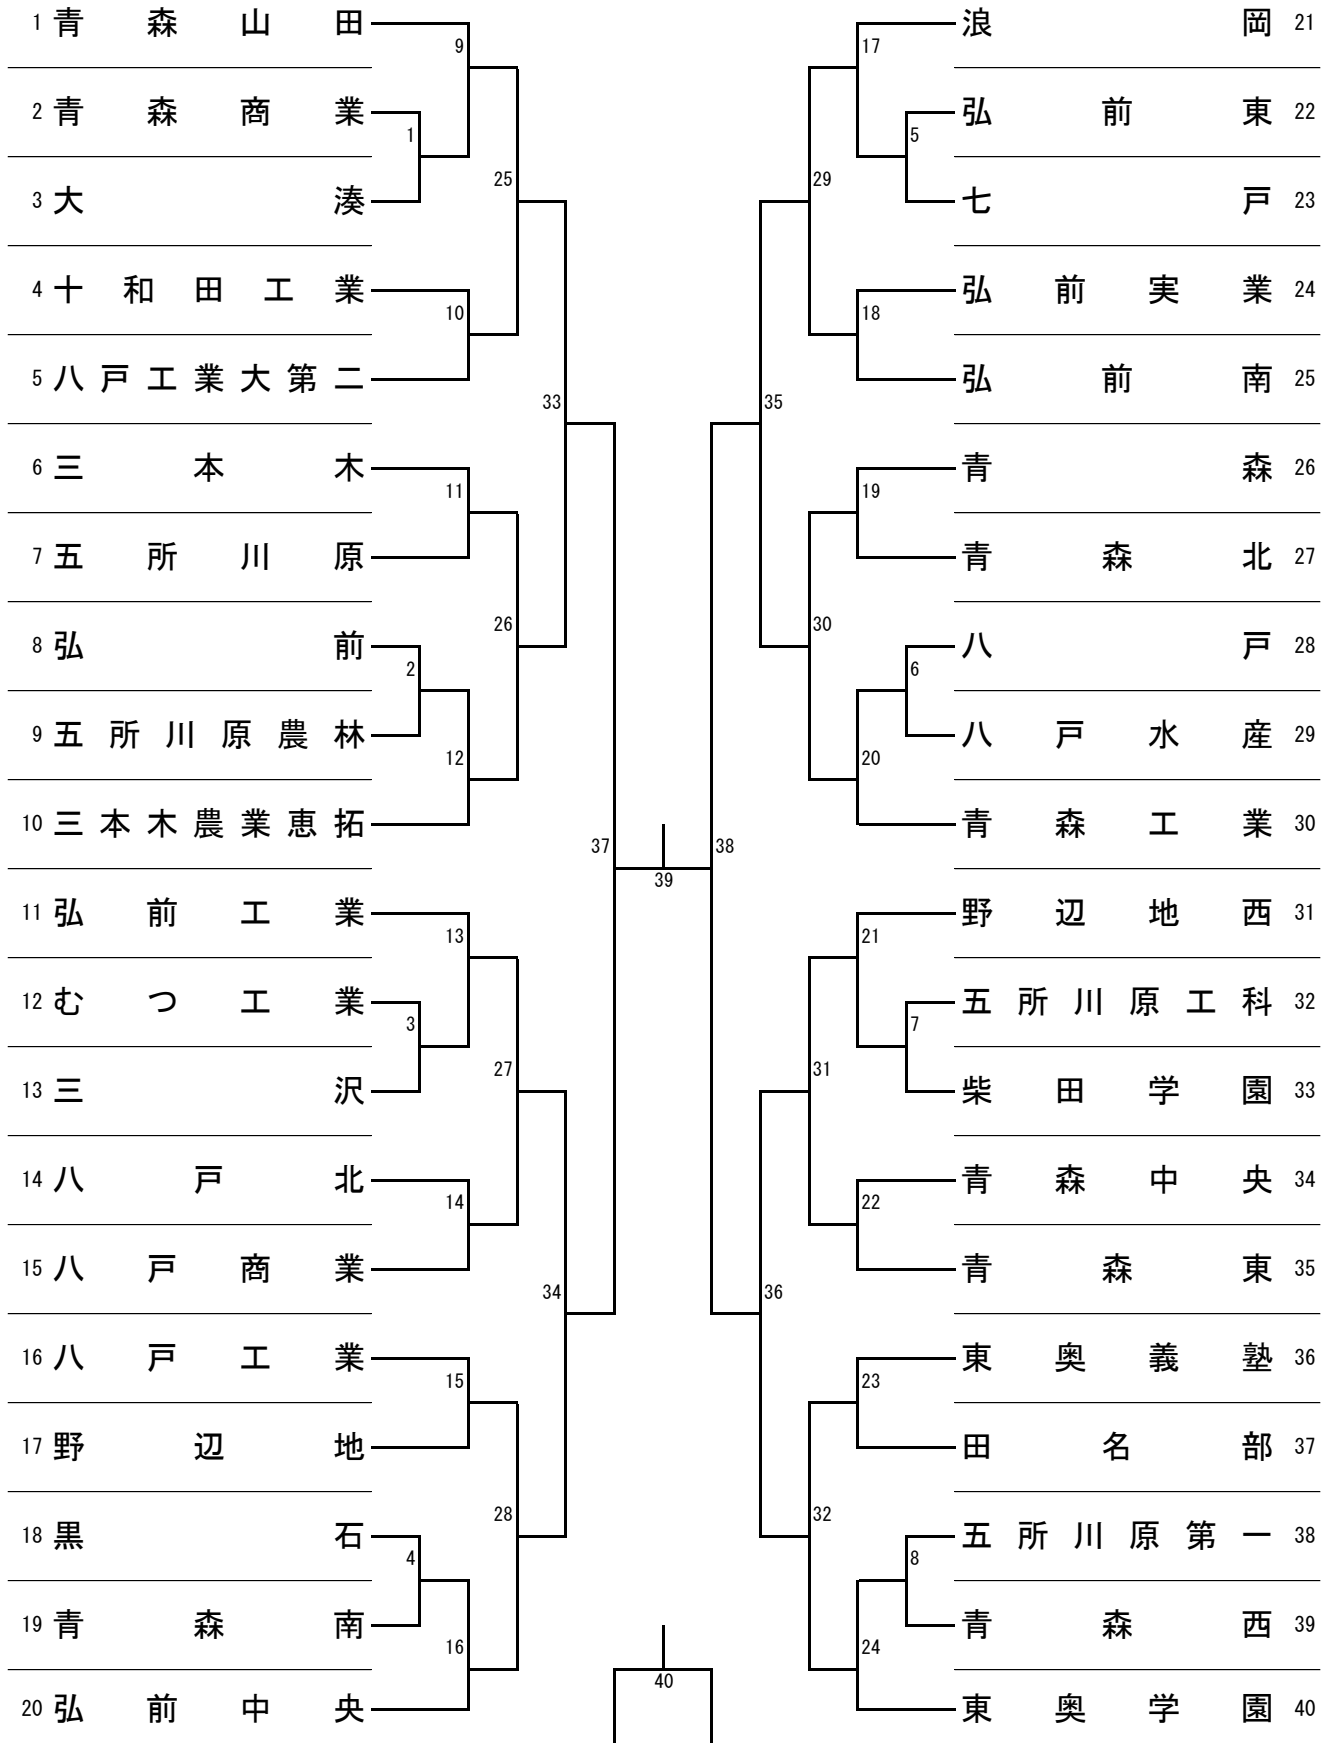 1 青森山田
2 青森商業
3 大湊
4 十和田工業
5 八戸工業大第二
6 三本木
7 五所川原
8 弘前
9 五所川原農林
10 三本木農業恵拓
11 弘前工業
12 むつ工業
13 三沢
14 八戸北
15 八戸商業
16 八戸工業
17 野辺地
18 黒石
19 青森南
20 弘前中央
1
2
3
4
9
10
11
12
13
14
15
16
25
26
27
28
33
34
37
39
40
38
35
36
29
30
31
32
17
18
19
20
21
22
23
24
5
6
7
8
浪岡 21
弘前東 22
七戸 23
弘前実業 24
弘前南 25
青森 26
青森北 27
八戸 28
八戸水産 29
青森工業 30
野辺地西 31
五所川原工科 32
柴田学園 33
青森中央 34
青森東 35
東奥義塾 36
田名部 37
五所川原第一 38
青森西 39
東奥学園 40